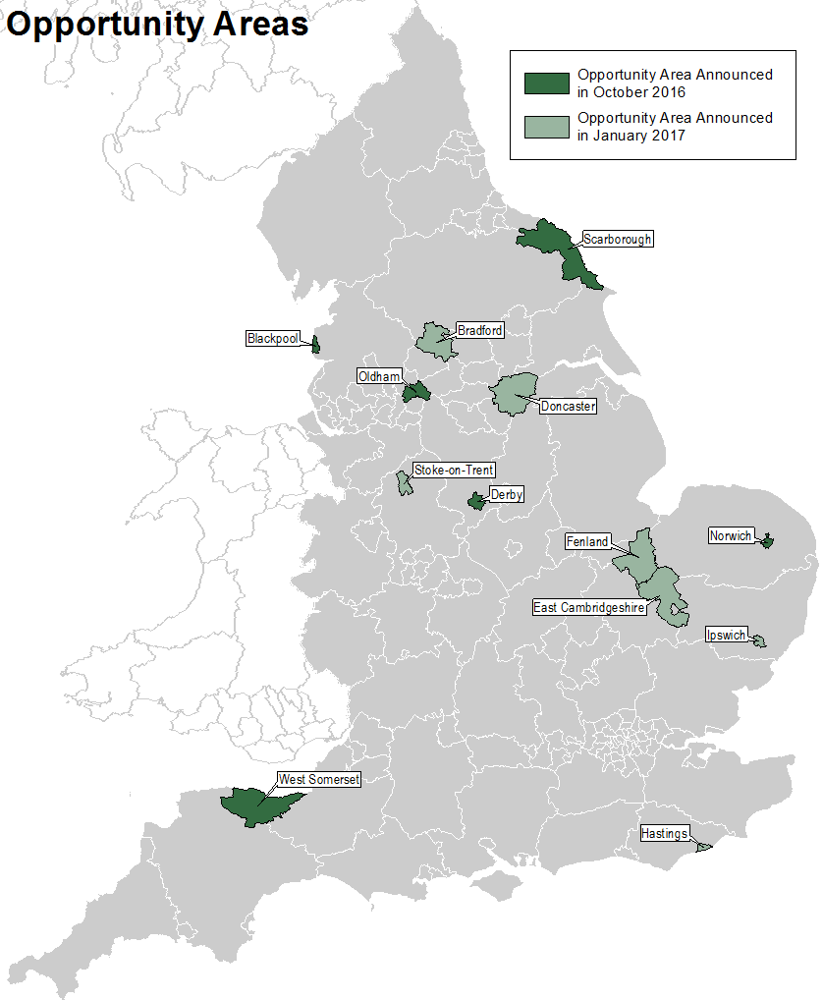 Opportunity Areas
Opportunity Area Announced
in October 2016
Opportunity Area Announced
in January 2017
Scarborough
Bradford
Blackpool
Oldham
Doncaster
Stoke-on-Trent
Derby
Norwich
Fenland
East Cambridgeshire
Ipswich
West Somerset
Hastings